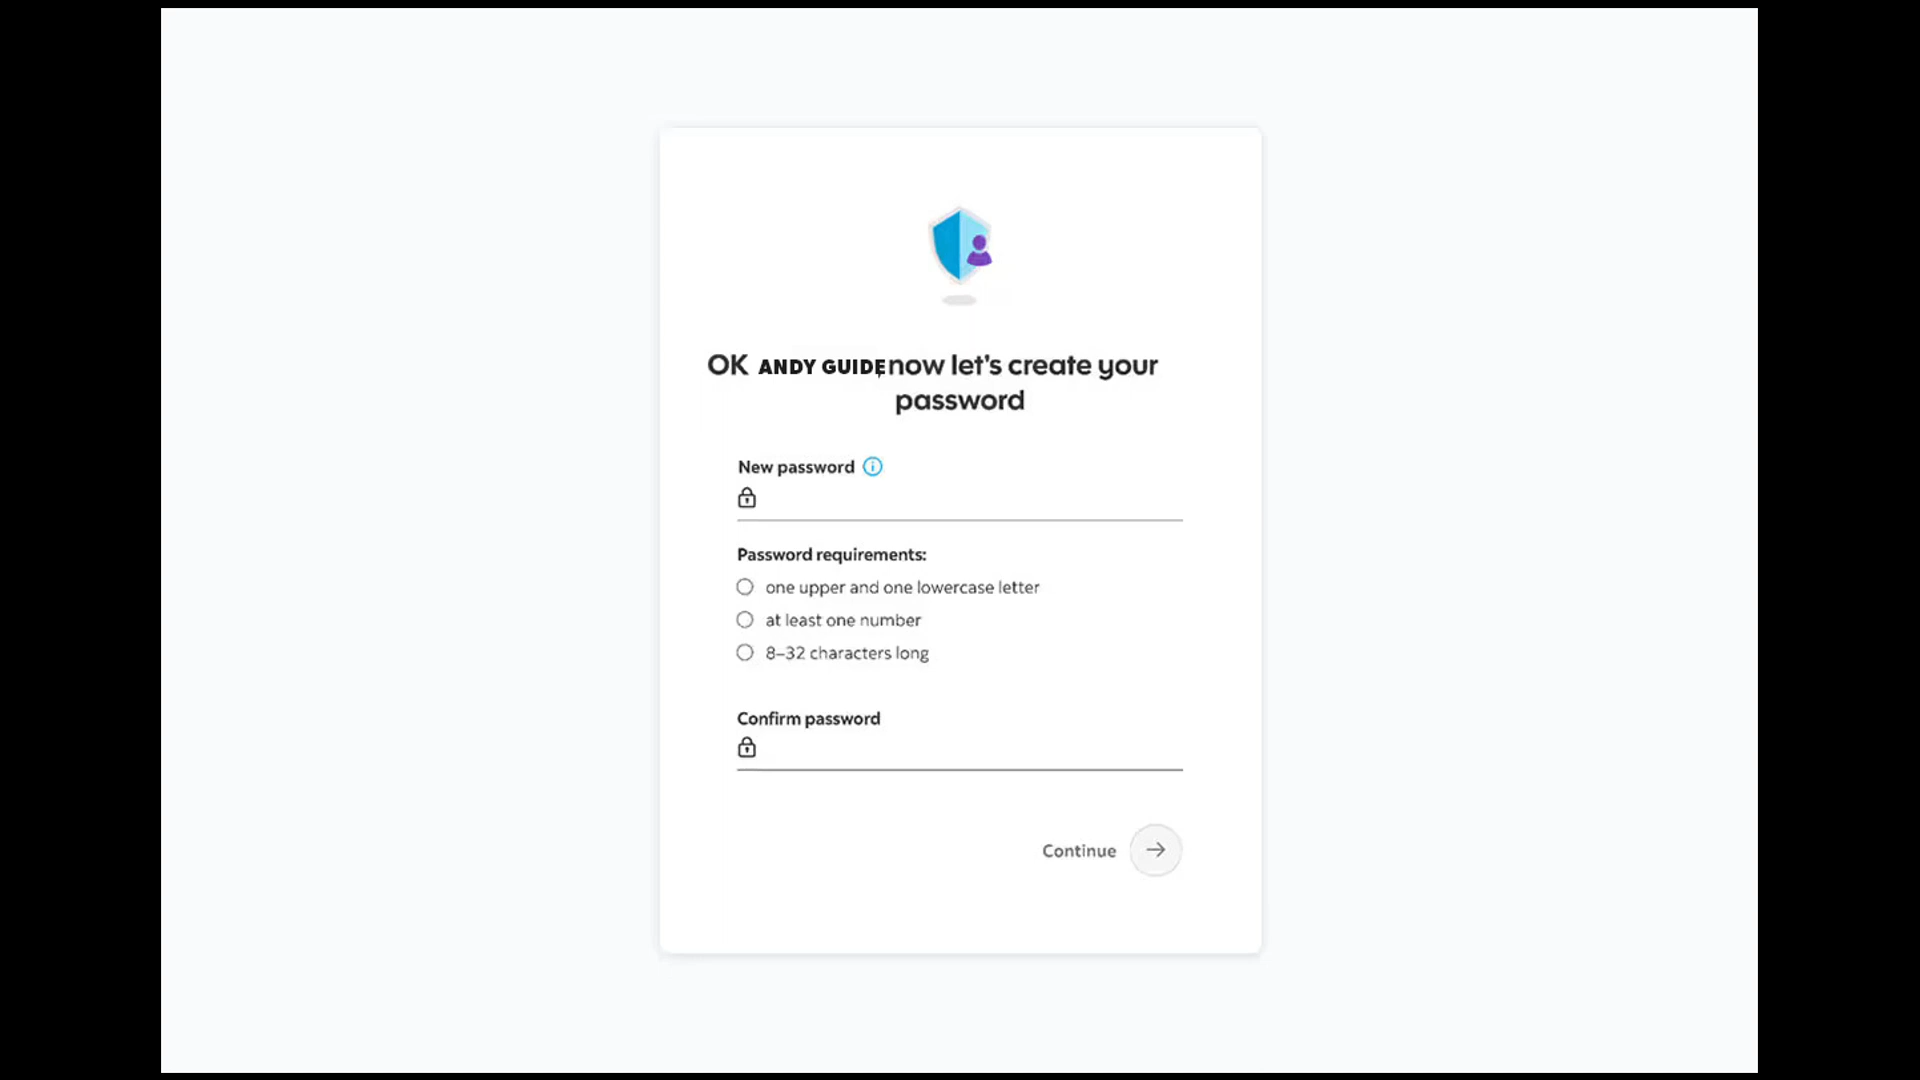 OK ANDY GUIDE, now let's create your
password
New password
Password requirements:
one upper and one lowercase letter
at least one number
8–32 characters long
Confirm password
Continue